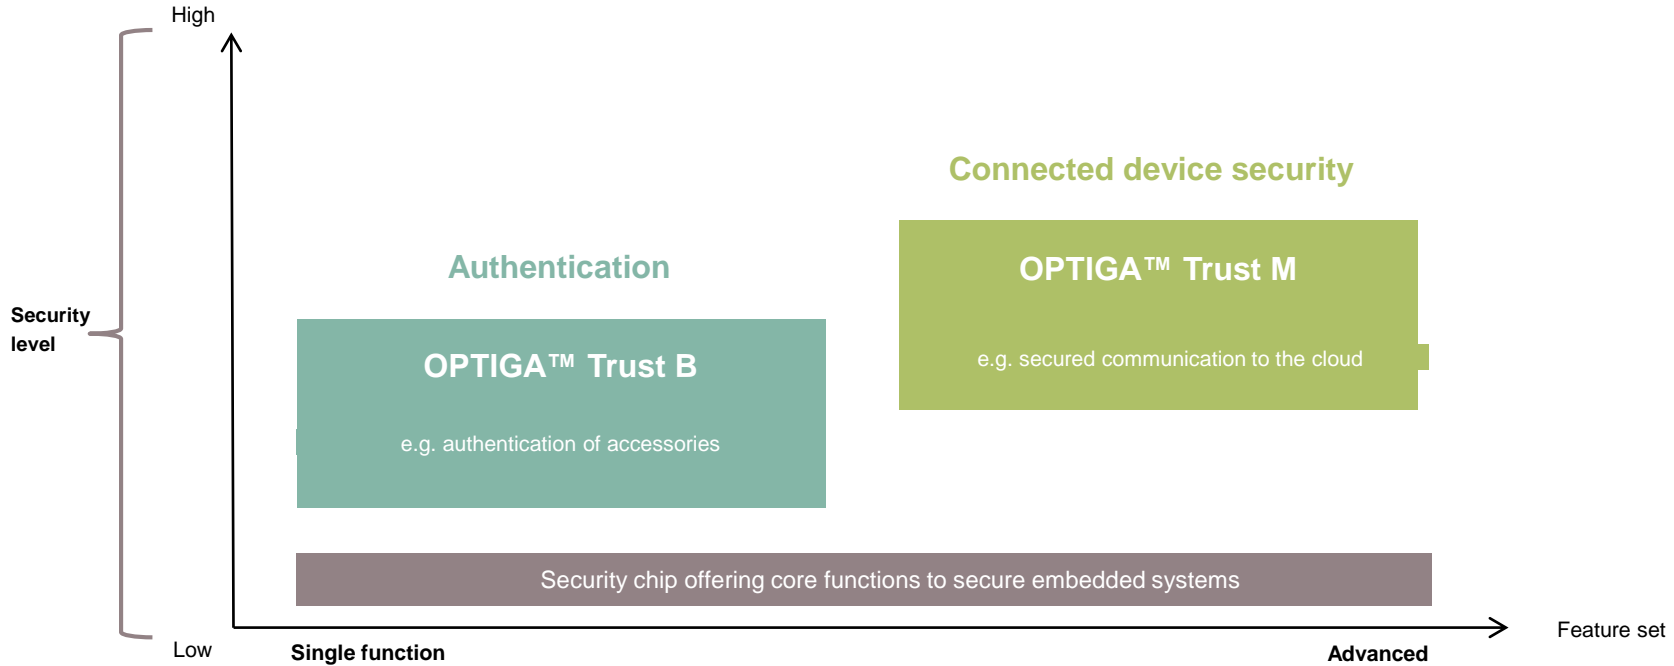 High
Connected device security
Authentication
OPTIGA™ Trust M
Security
level
OPTIGA™ Trust B
e.g. secured communication to the cloud
e.g. authentication of accessories
Security chip offering core functions to secure embedded systems
Feature set
Low
Single function
Advanced